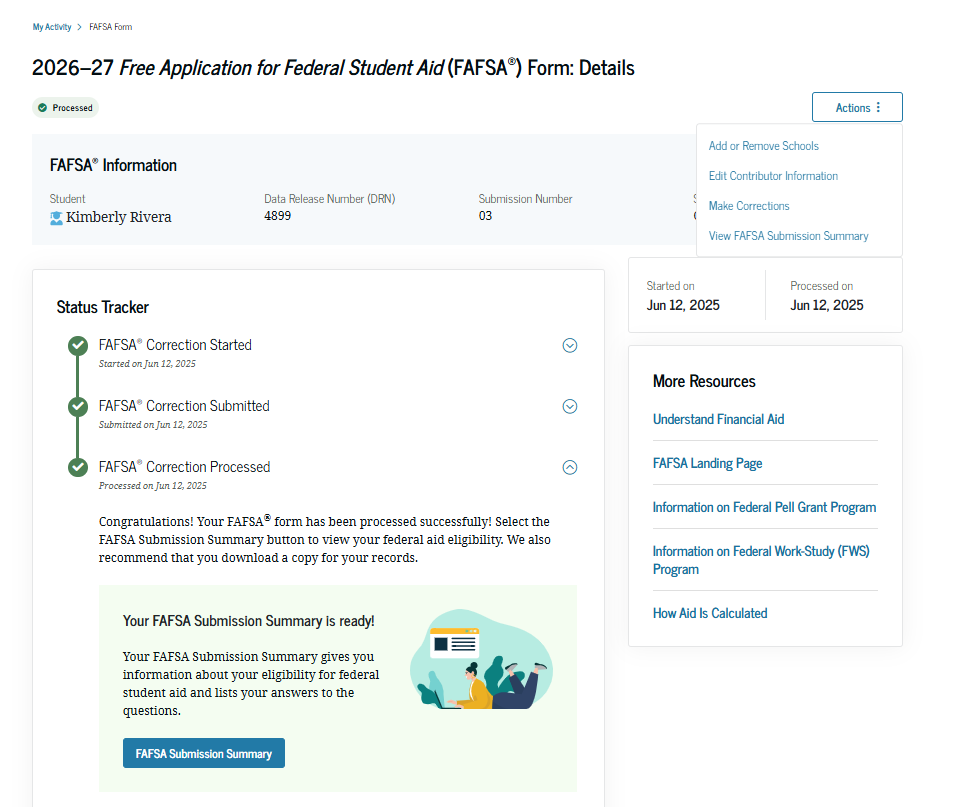 My Activity > FAFSA Form
2026–27 Free Application for Federal Student Aid (FAFSA®) Form: Details
Processed
Actions
Add or Remove Schools
Edit Contributor Information
Make Corrections
View FAFSA Submission Summary
FAFSA® Information
Student
Kimberly Rivera
Data Release Number (DRN)
4899
Submission Number
03
Started on
Jun 12, 2025
Processed on
Jun 12, 2025
Status Tracker
FAFSA® Correction Started
Started on Jun 12, 2025
FAFSA® Correction Submitted
Submitted on Jun 12, 2025
FAFSA® Correction Processed
Processed on Jun 12, 2025
Congratulations! Your FAFSA® form has been processed successfully! Select the
FAFSA Submission Summary button to view your federal aid eligibility. We also
recommend that you download a copy for your records.
Your FAFSA Submission Summary is ready!
Your FAFSA Submission Summary gives you
information about your eligibility for federal
student aid and lists your answers to the
questions.
FAFSA Submission Summary
More Resources
Understand Financial Aid
FAFSA Landing Page
Information on Federal Pell Grant Program
Information on Federal Work-Study (FWS)
Program
How Aid Is Calculated